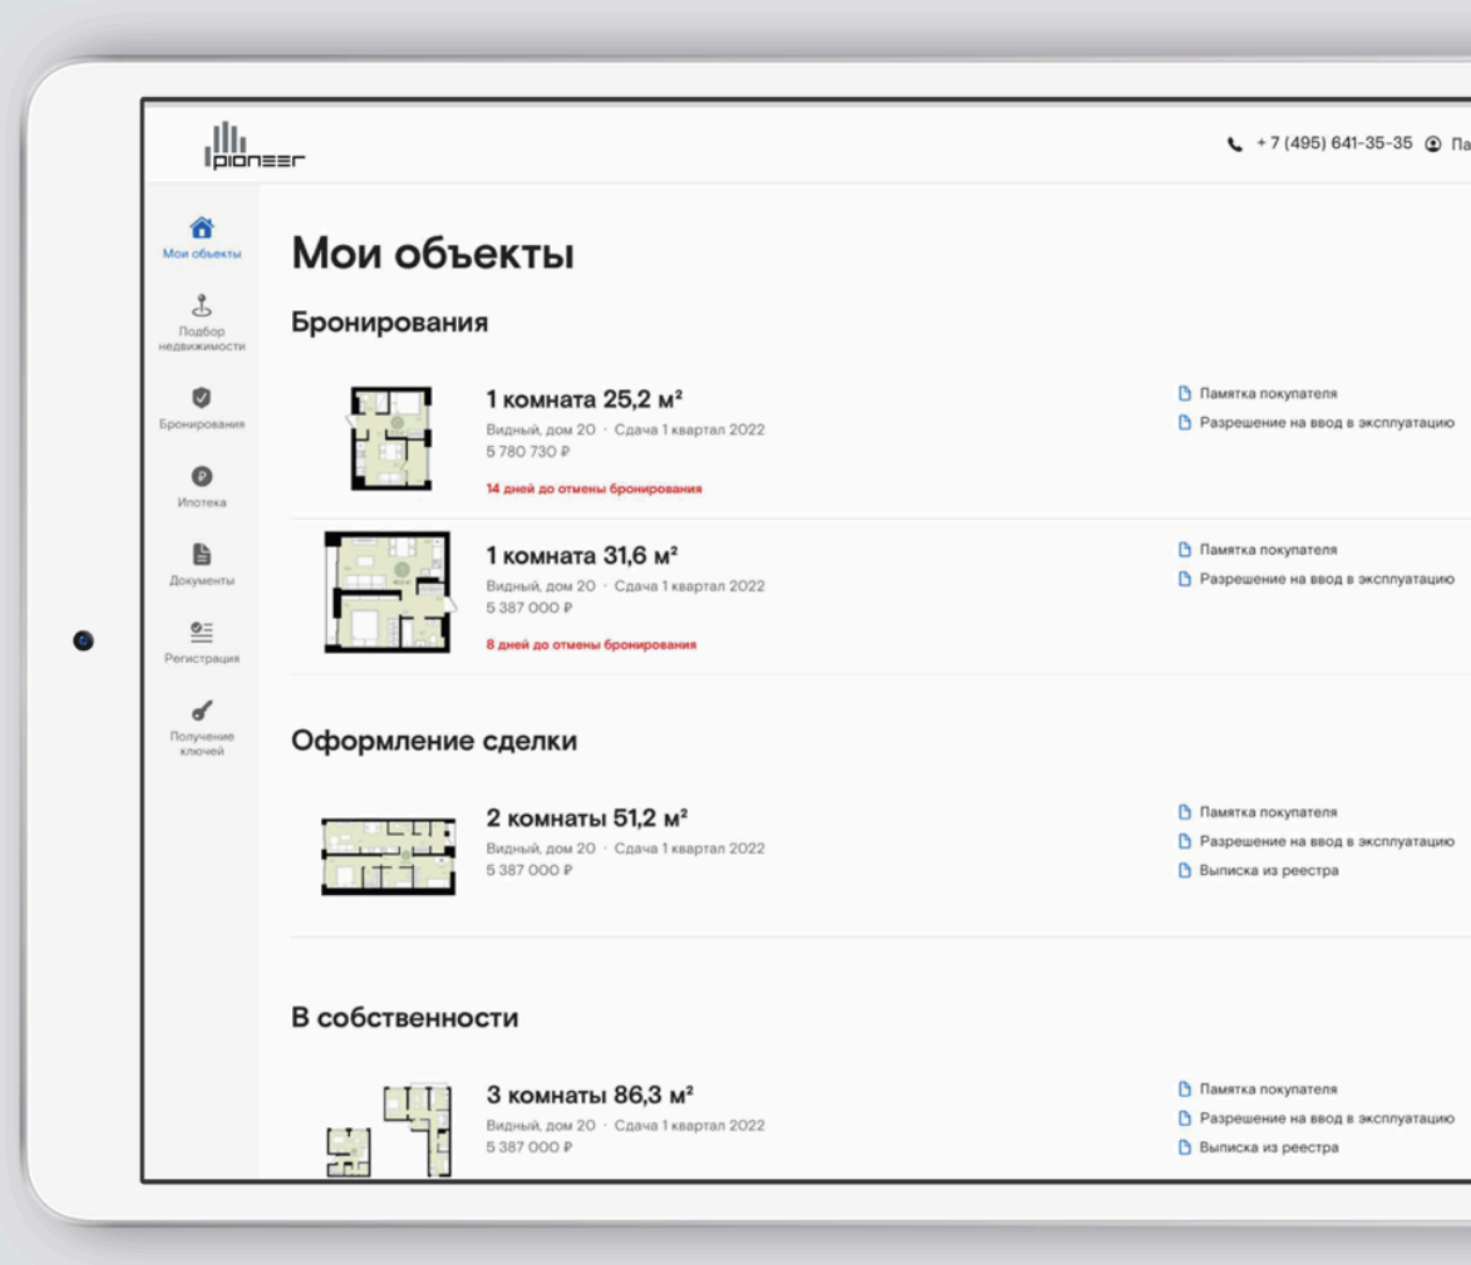 pioneer
+ 7 (495) 641-35-35
Мои объекты
Подбор
недвижимости
Бронирования
Ипотека
Документы
Регистрация
Получение
ключей
Мои объекты
Бронирования
1 комната 25,2 м²
Видный, дом 20 · Сдача 1 квартал 2022
5 780 730 ₽
14 дней до отмены бронирования
Памятка покупателя
Разрешение на ввод в эксплуатацию
1 комната 31,6 м²
Видный, дом 20 · Сдача 1 квартал 2022
5 387 000 ₽
8 дней до отмены бронирования
Памятка покупателя
Разрешение на ввод в эксплуатацию
Оформление сделки
2 комнаты 51,2 м²
Видный, дом 20 · Сдача 1 квартал 2022
5 387 000 ₽
Памятка покупателя
Разрешение на ввод в эксплуатацию
Выписка из реестра
В собственности
3 комнаты 86,3 м²
Видный, дом 20 · Сдача 1 квартал 2022
5 387 000 ₽
Памятка покупателя
Разрешение на ввод в эксплуатацию
Выписка из реестра